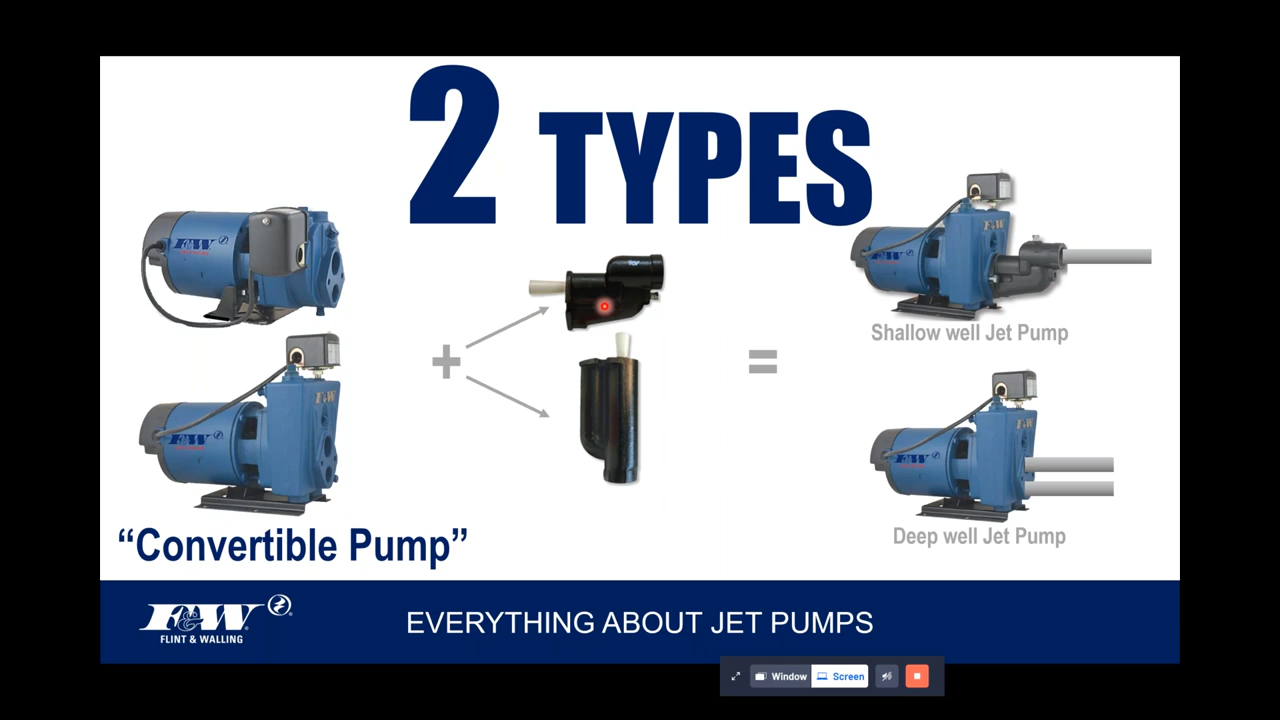 2 TYPES
F&W
TOP
F&W
Shallow well Jet Pump
F&W
F&W
F&W
F&W
F&W
Deep well Jet Pump
“Convertible Pump”
F&W
FLINT & WALLING
EVERYTHING ABOUT JET PUMPS
Window
Screen